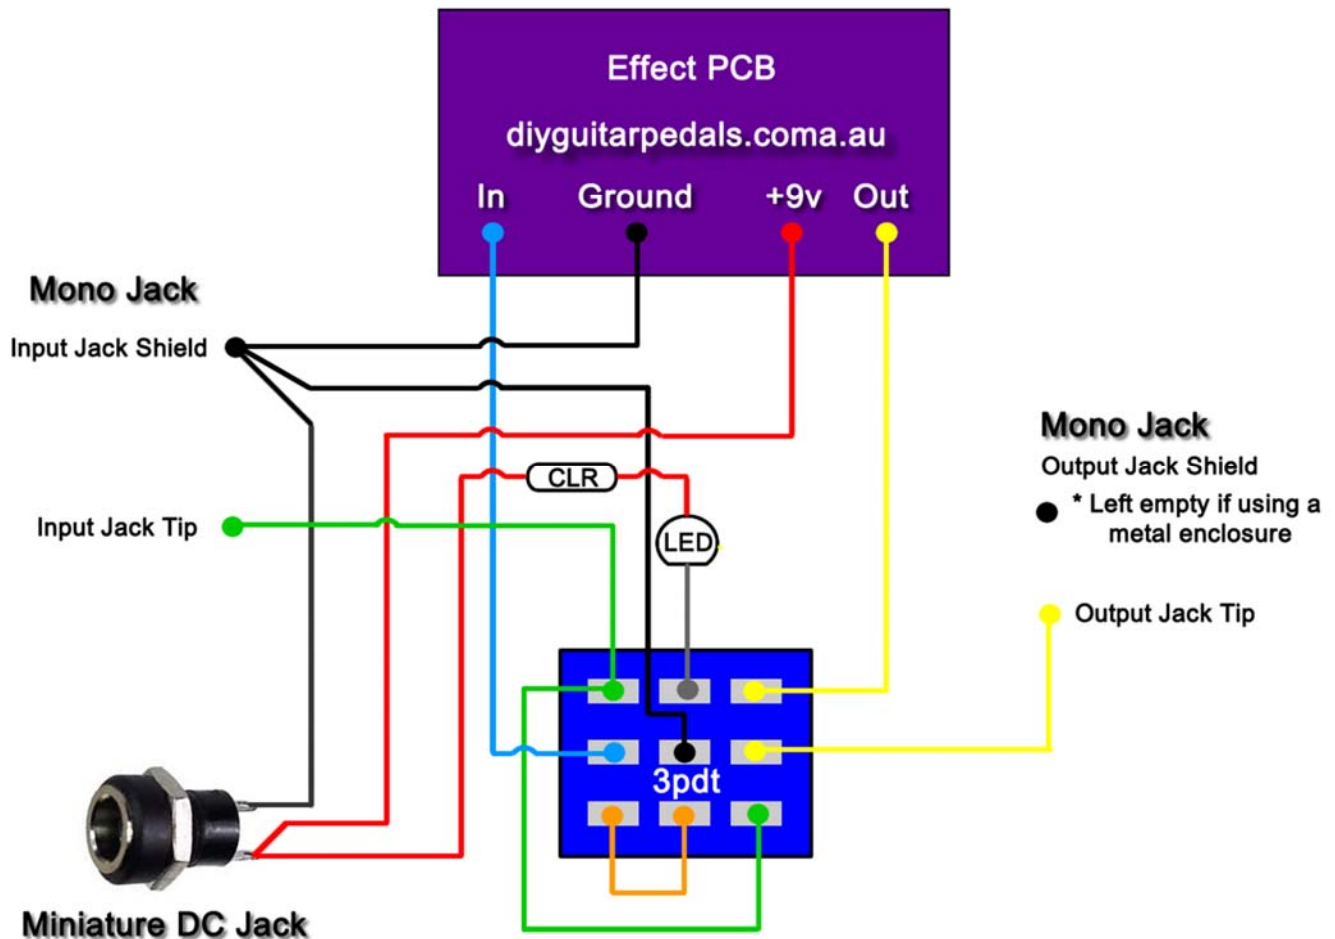 Effect PCB
diyguitarpedals.coma.au
In Ground +9v Out
Mono Jack
Input Jack Shield
CLR
Input Jack Tip
LED
Mono Jack
Output Jack Shield
* Left empty if using a
metal enclosure
Output Jack Tip
3pdt
Miniature DC Jack